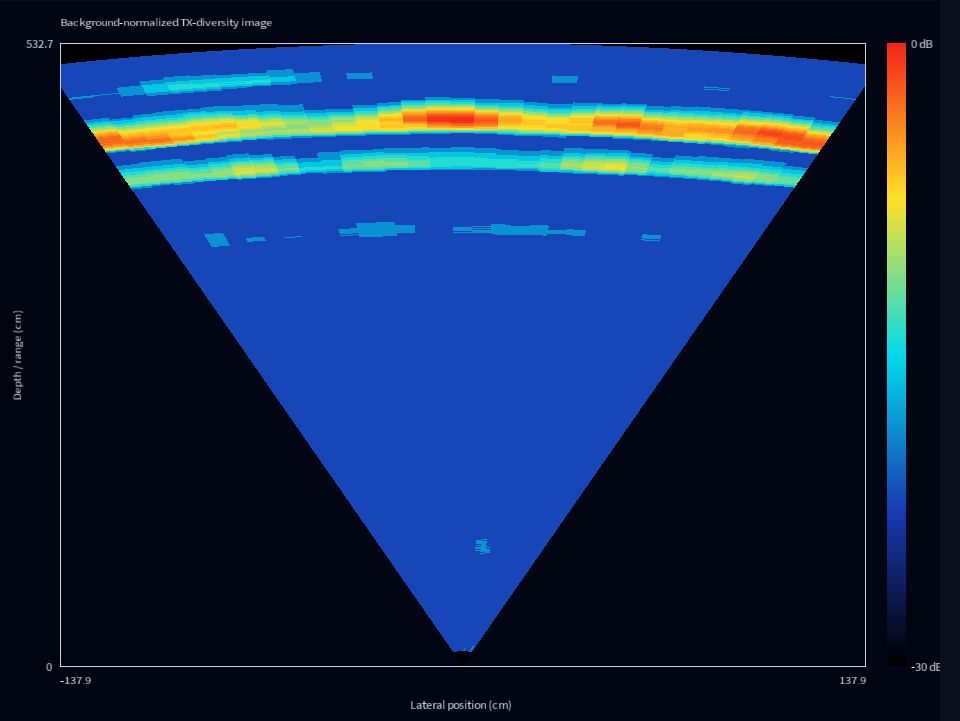 Background-normalized TX-diversity image
532.7
0 dB
Depth / range (cm)
0
-30 dB
-137.9
137.9
Lateral position (cm)